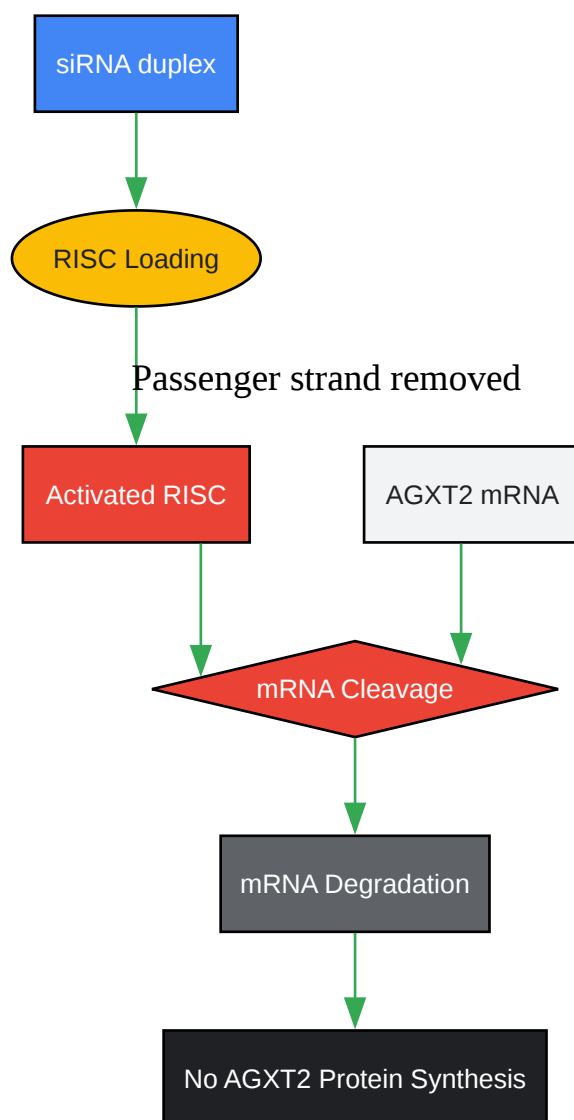 siRNA duplex
RISC Loading
Passenger strand removed
Activated RISC
AGXT2 mRNA
mRNA Cleavage
mRNA Degradation
No AGXT2 Protein Synthesis